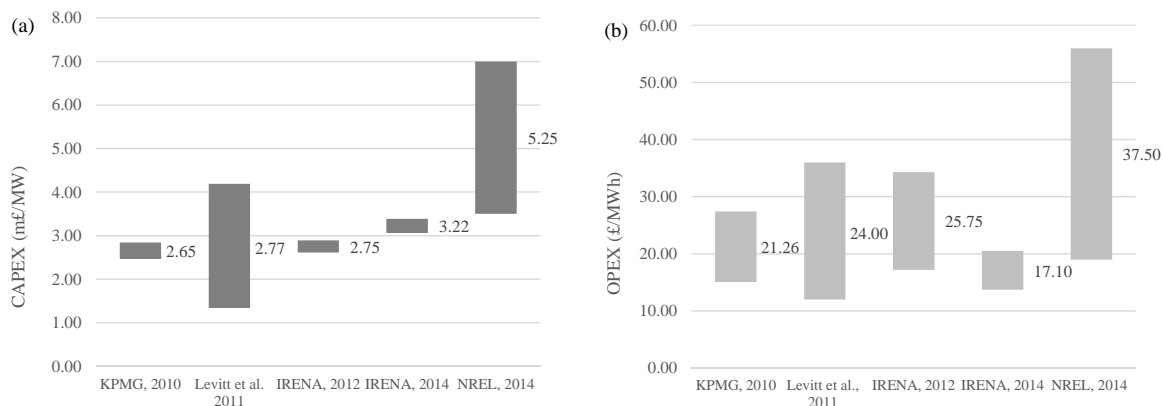 (a)
CAPEX (m£/MW)
8.00
7.00
6.00
5.00
4.00
3.00
2.00
1.00
0.00
2.65
2.77
2.75
3.22
5.25
KPMG, 2010
Levitt et al.
2011
IRENA, 2012
IRENA, 2014
NREL, 2014
(b)
OPEX (£/MWh)
60.00
50.00
40.00
30.00
20.00
10.00
0.00
21.26
24.00
25.75
17.10
37.50
KPMG, 2010
Levitt et al.,
2011
IRENA, 2012
IRENA, 2014
NREL, 2014